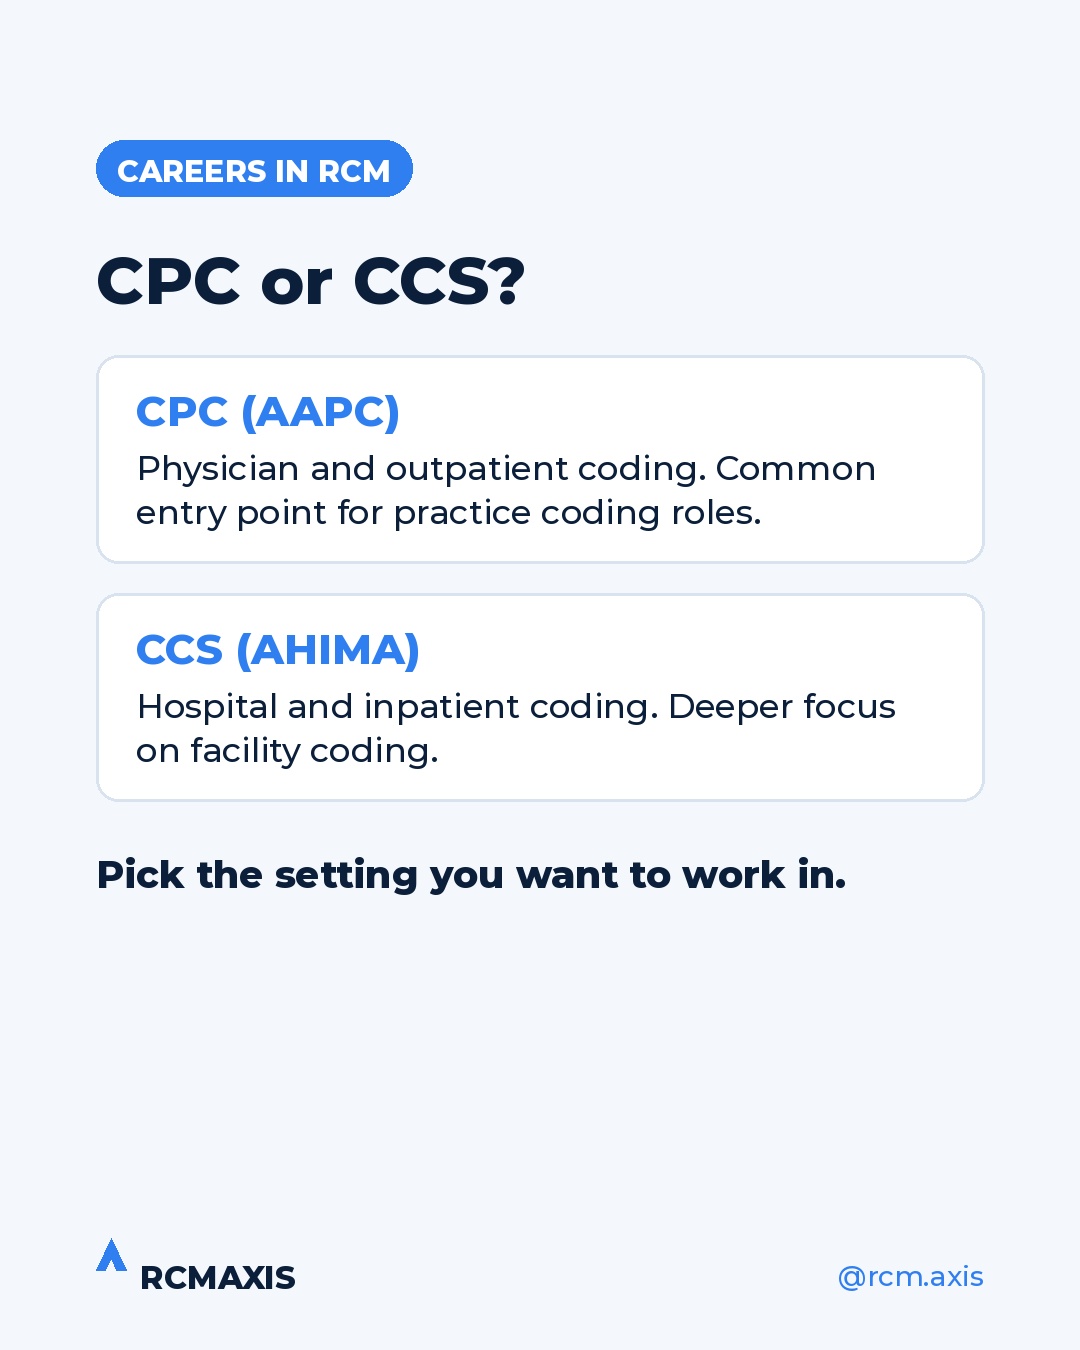 CAREERS IN RCM
CPC or CCS?
CPC (AAPC)
Physician and outpatient coding. Common
entry point for practice coding roles.
CCS (AHIMA)
Hospital and inpatient coding. Deeper focus
on facility coding.
Pick the setting you want to work in.
RCMAXIS
@rcm.axis